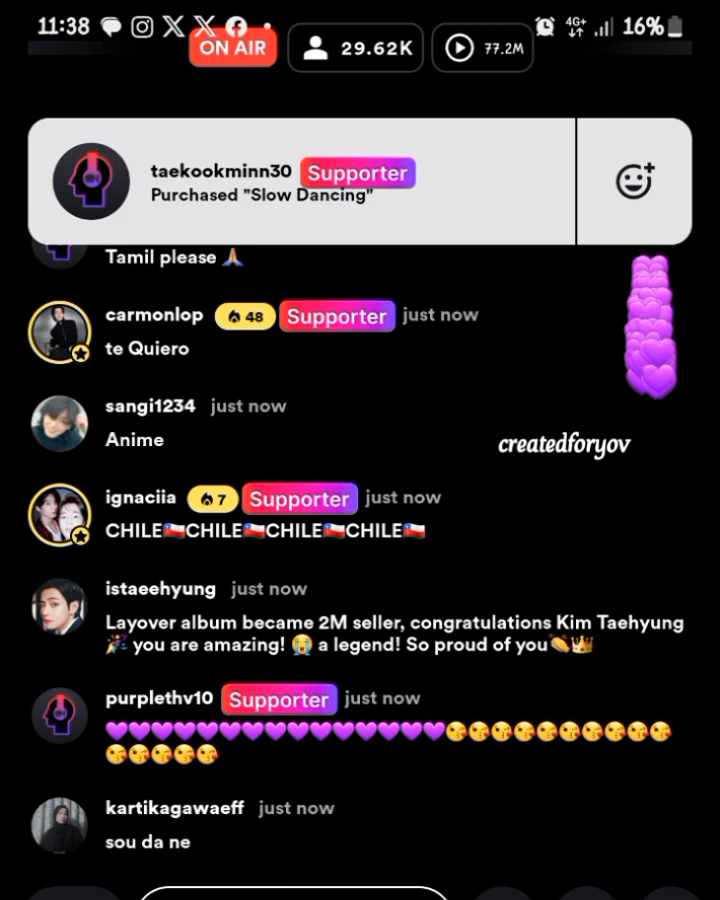 11:38
4G+
16%
ON AIR
29.62K
77.2M
taekookminn30 Supporter
Purchased "Slow Dancing"
Tamil please 🙏
carmonlop 48 Supporter just now
te Quiero
sangi1234 just now
Anime
createdforyov
ignaciia 7 Supporter just now
CHILE🇨🇱CHILE🇨🇱CHILE🇨🇱CHILE🇨🇱
istaeehyung just now
Layover album became 2M seller, congratulations Kim Taehyung
🎉 you are amazing! 😭 a legend! So proud of you👏👑
purplethv10 Supporter just now
💜💜💜💜💜💜💜💜💜💜💜💜💜💜💜😘😘😘😘😘😘😘😘😘😘
😘😘😘😘😘
kartikagawaeff just now
sou da ne